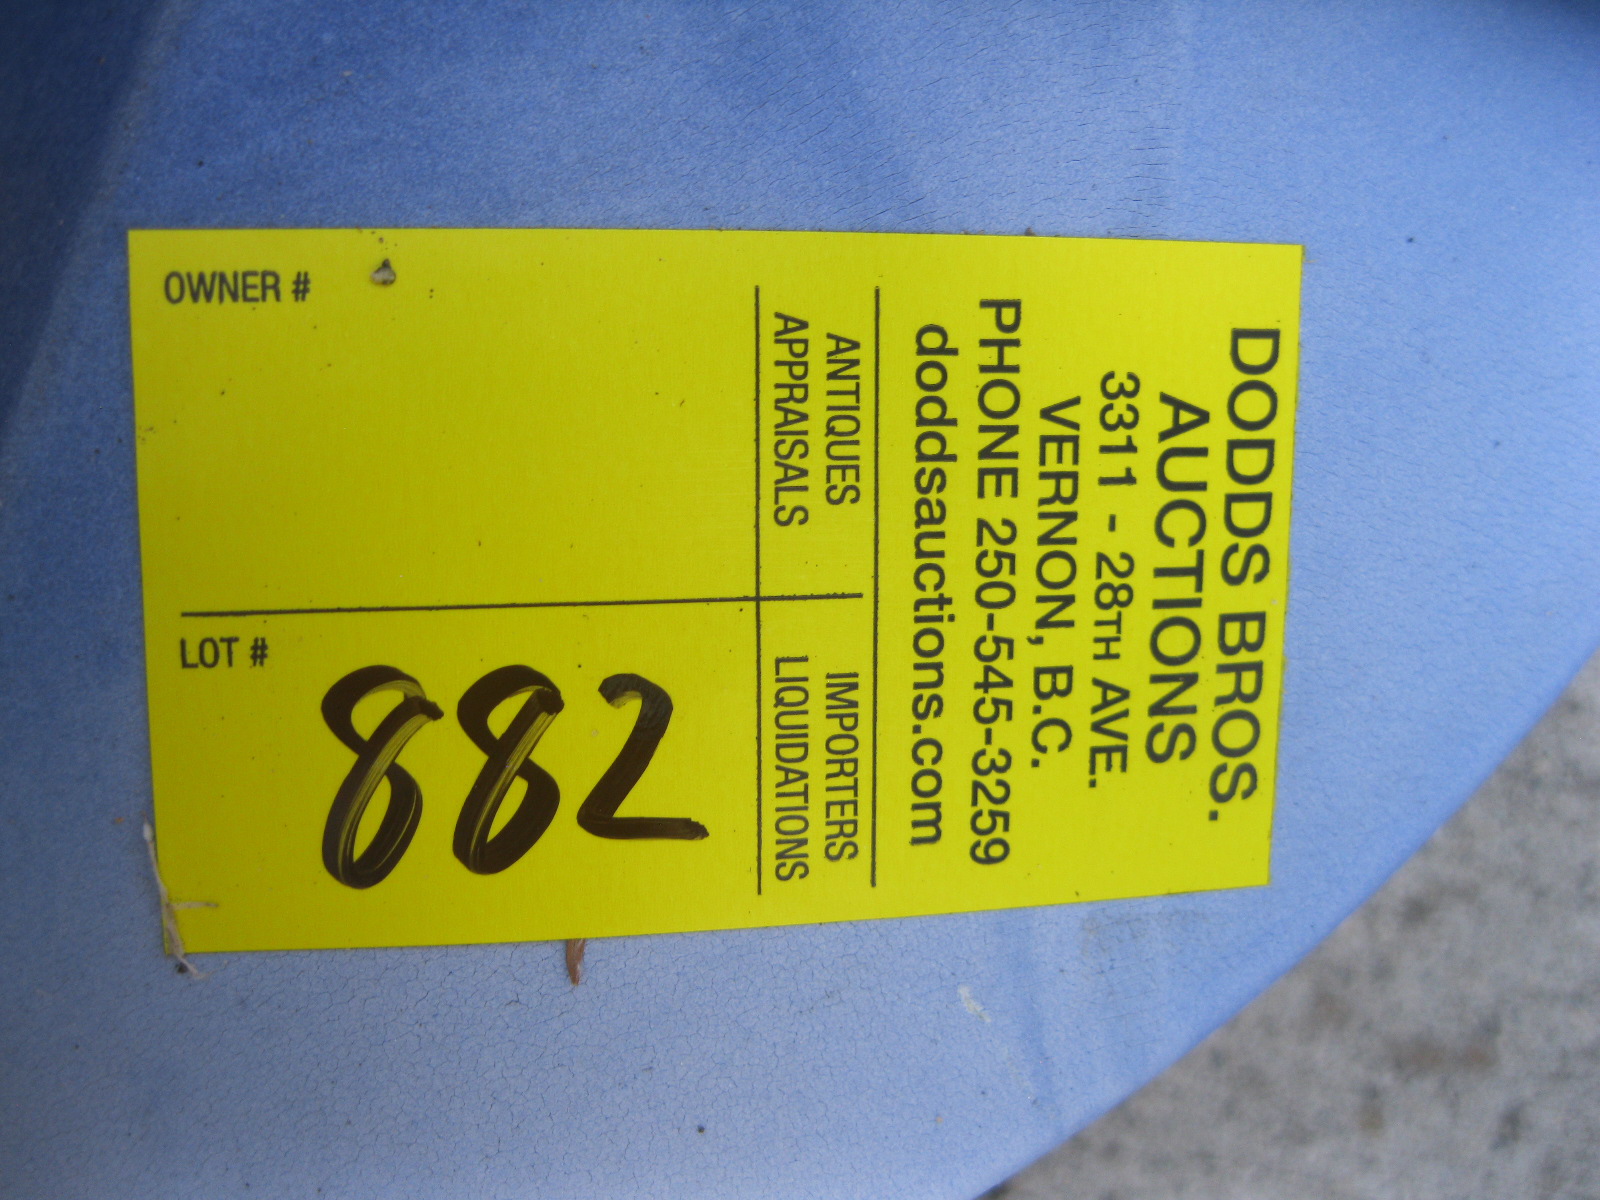 DODDS BROS.
AUCTIONS
3311 - 28TH AVE.
VERNON, B.C.
PHONE 250-545-3259
doddsauctions.com
ANTIQUES
APPRAISALS
IMPORTERS
LIQUIDATIONS
OWNER #
LOT #
882